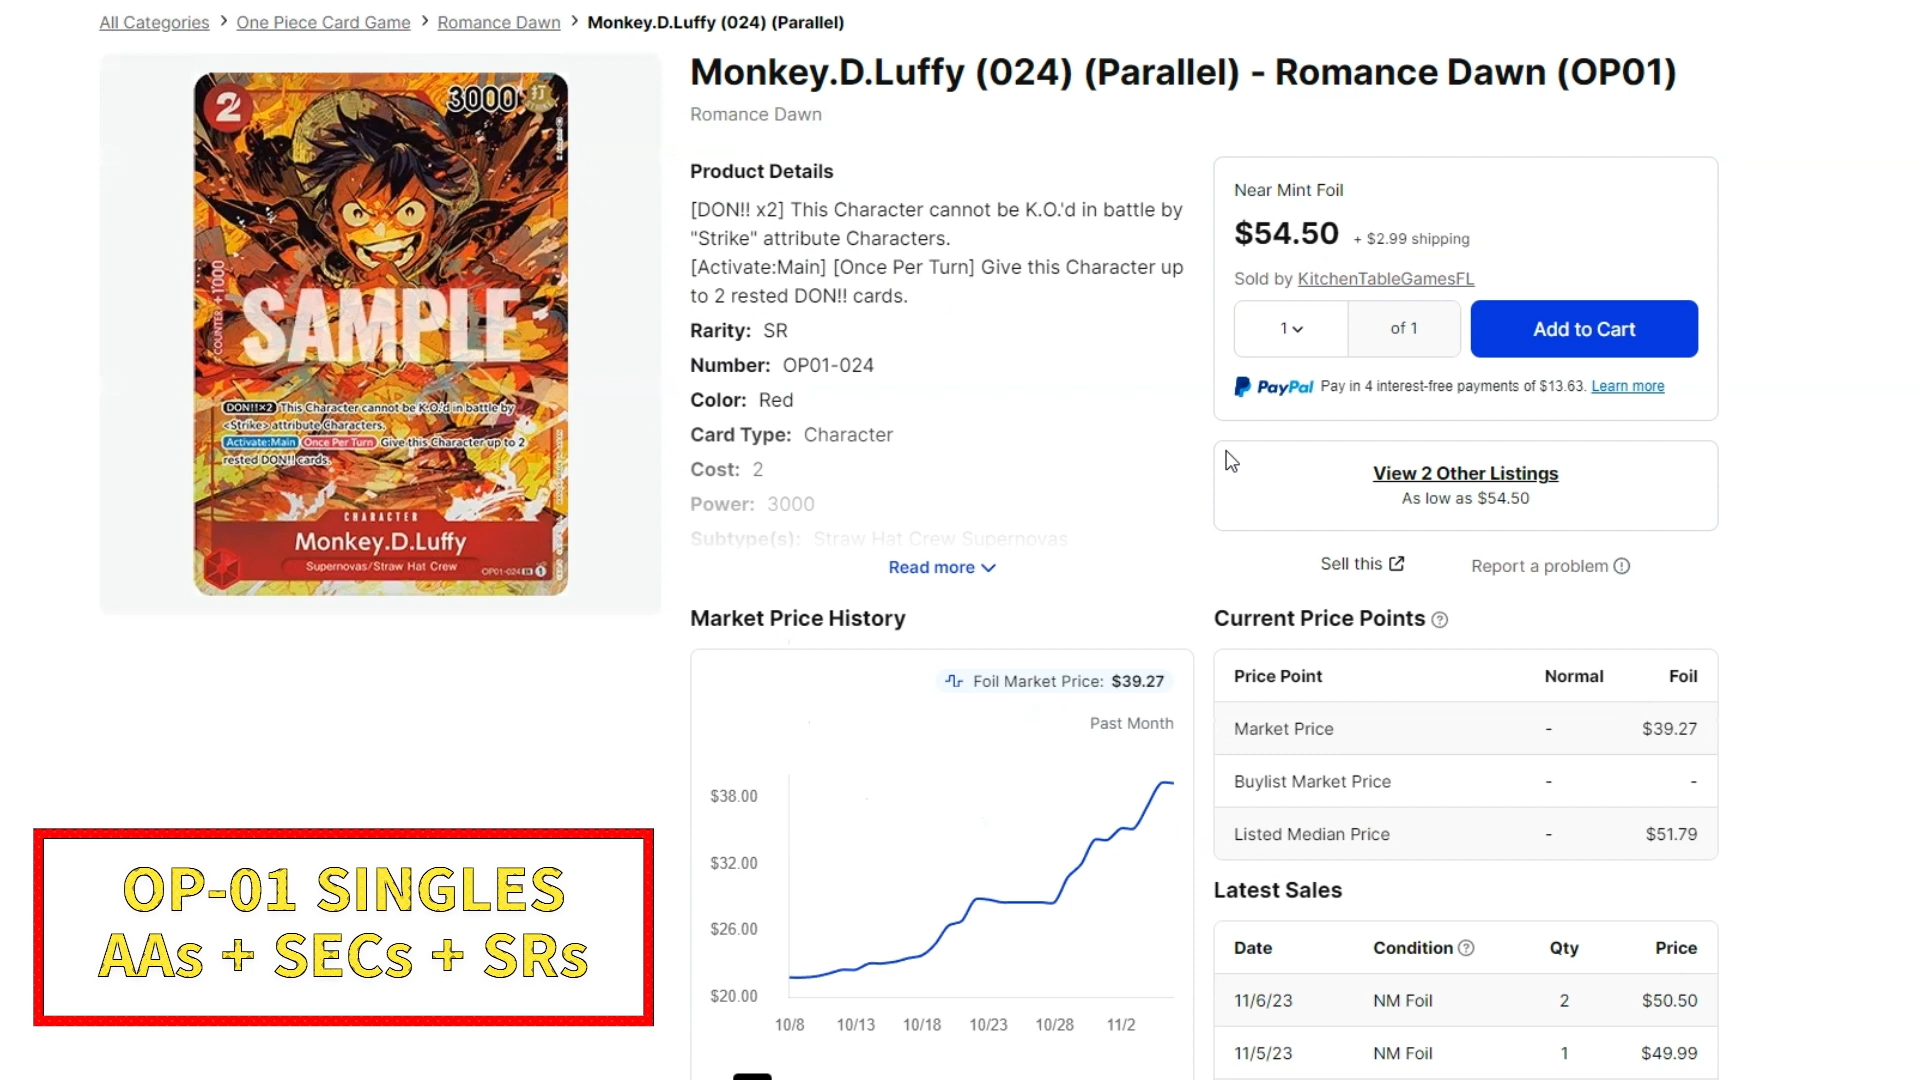 All Categories > One Piece Card Game > Romance Dawn > Monkey.D.Luffy (024) (Parallel)
2
3000
打
COUNTER +1000
SAMPLE
DON!!×2 This Character cannot be K.O.'d in battle by
<Strike> attribute Characters.
Activate:Main Once Per Turn Give this Character up to 2
rested DON!! cards.
CHARACTER
Monkey.D.Luffy
Supernovas/Straw Hat Crew
OP01-024 SR 1
Monkey.D.Luffy (024) (Parallel) - Romance Dawn (OP01)
Romance Dawn
Product Details
[DON!! x2] This Character cannot be K.O.'d in battle by
"Strike" attribute Characters.
[Activate:Main] [Once Per Turn] Give this Character up
to 2 rested DON!! cards.
Rarity: SR
Number: OP01-024
Color: Red
Card Type: Character
Cost: 2
Power: 3000
Subtype(s): Straw Hat Crew Supernovas
Read more
Near Mint Foil
$54.50 + $2.99 shipping
Sold by KitchenTableGamesFL
1 of 1 Add to Cart
PayPal Pay in 4 interest-free payments of $13.63. Learn more
View 2 Other Listings
As low as $54.50
Sell this Report a problem
Market Price History
Foil Market Price: $39.27
Past Month
$38.00
$32.00
$26.00
$20.00
10/8 10/13 10/18 10/23 10/28 11/2
Current Price Points
Price Point Normal Foil
Market Price - $39.27
Buylist Market Price - -
Listed Median Price - $51.79
Latest Sales
Date Condition Qty Price
11/6/23 NM Foil 2 $50.50
11/5/23 NM Foil 1 $49.99
OP-01 SINGLES
AAs + SECs + SRs